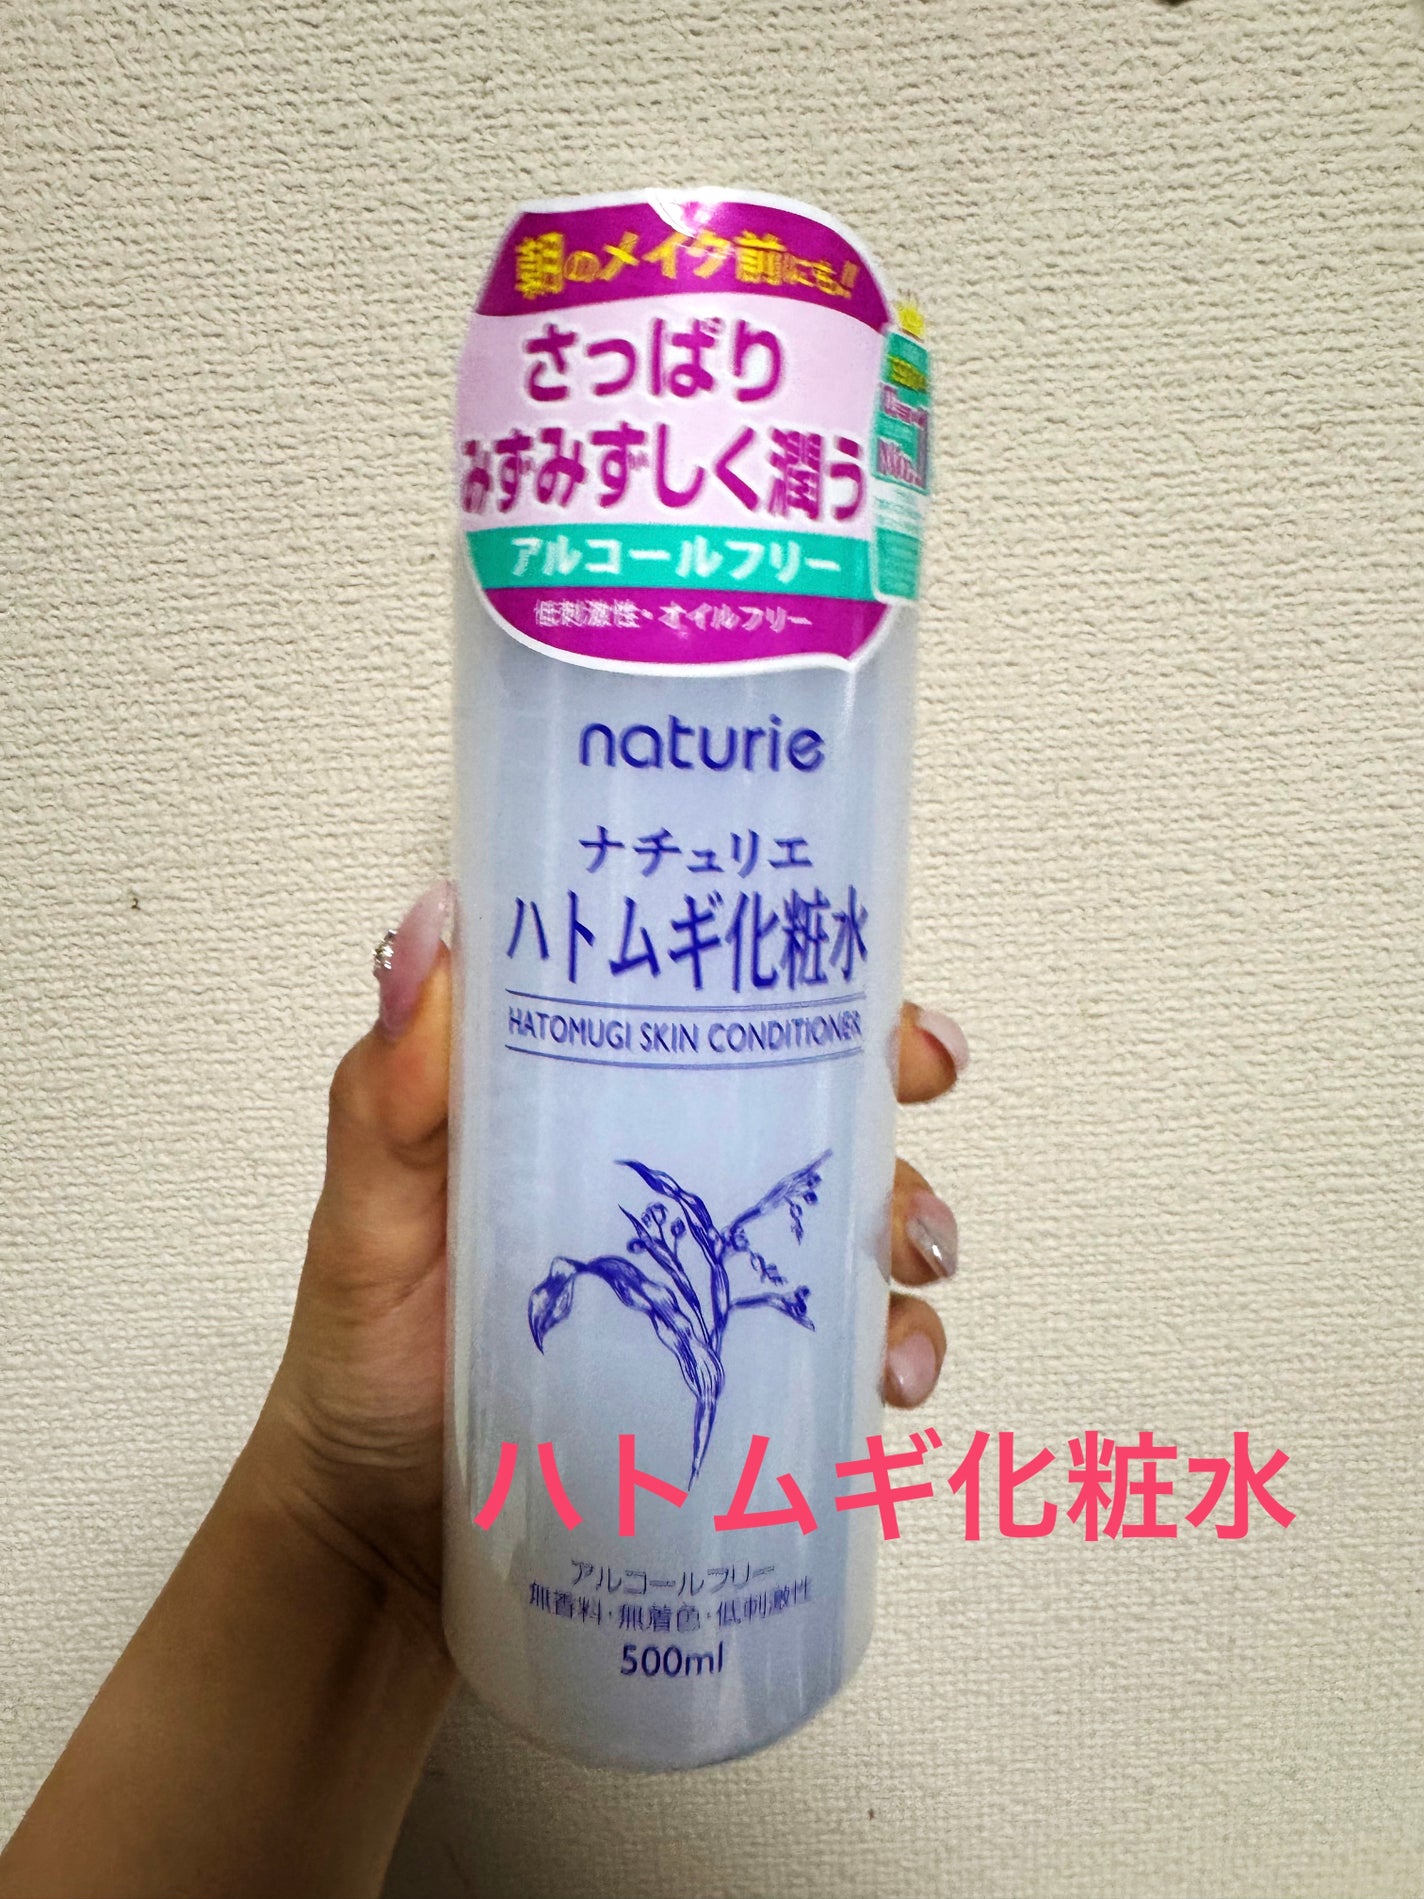 朝のメイク前にも!!
さっぱり
みずみずしく潤う
アルコールフリー
低刺激性・オイルフリー
naturie
ナチュリエ
ハトムギ化粧水
HATOMUGI SKIN CONDITIONER
ハトムギ化粧水
アルコールフリー
無香料・無着色・低刺激性
500ml